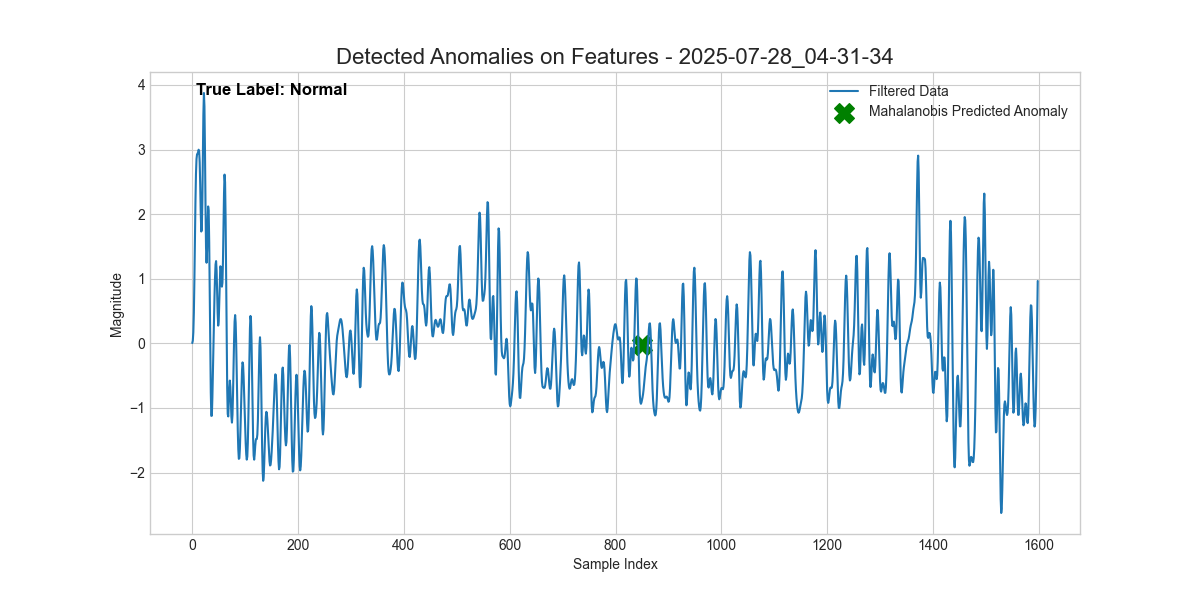 Detected Anomalies on Features - 2025-07-28_04-31-34
True Label: Normal
Filtered Data
Mahalanobis Predicted Anomaly
Magnitude
4
3
2
1
0
−1
−2
0 200 400 600 800 1000 1200 1400 1600
Sample Index